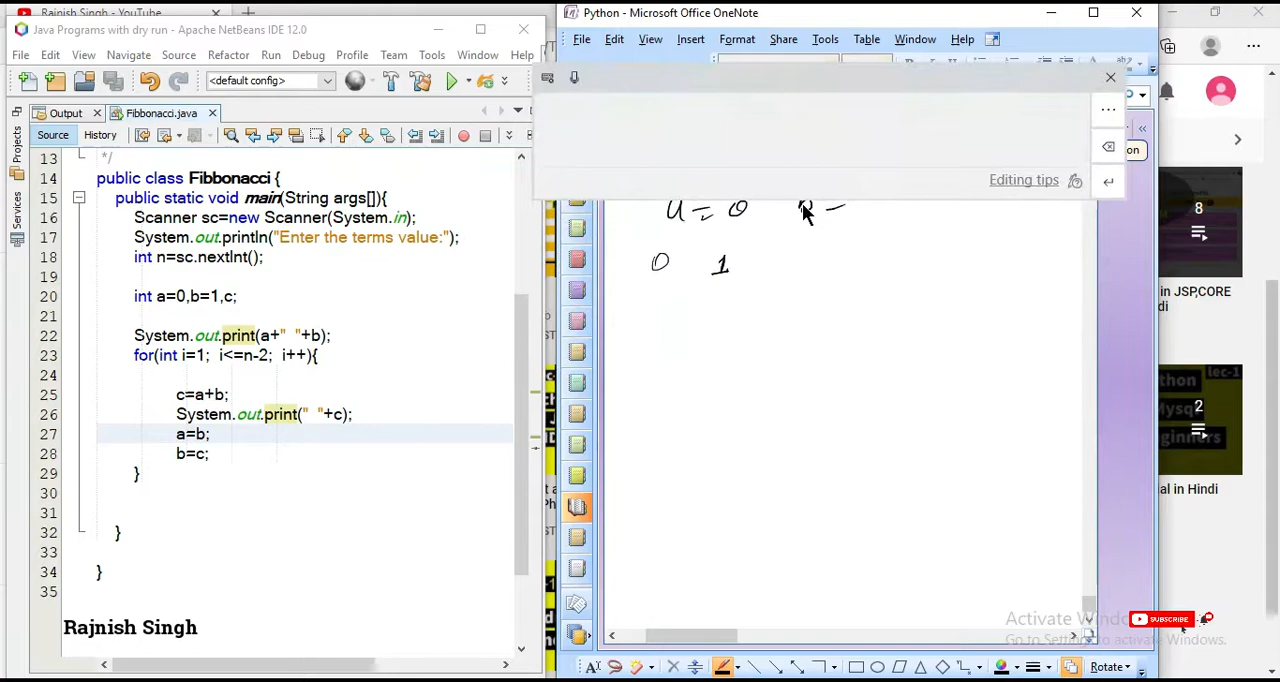 Rajnish Singh - YouTube
Java Programs with dry run - Apache NetBeans IDE 12.0
File Edit View Navigate Source Refactor Run Debug Profile Team Tools Window Help
<default config>
Output Fibbonacci.java
Source History
Projects
Services
13 */
14 public class Fibbonacci {
15 public static void main(String args[]){
16 Scanner sc=new Scanner(System.in);
17 System.out.println("Enter the terms value:");
18 int n=sc.nextInt();
19
20 int a=0,b=1,c;
21
22 System.out.print(a+" "+b);
23 for(int i=1; i<=n-2; i++){
24
25 c=a+b;
26 System.out.print(" "+c);
27 a=b;
28 b=c;
29 }
30
31
32 }
33
34 }
35
Rajnish Singh
Python - Microsoft Office OneNote
File Edit View Insert Format Share Tools Table Window Help
Editing tips
a = 0
0 1
8
in JSP,CORE
lec-1
2
Activate Windo
Go to Settings to activate Windows.
SUBSCRIBE
Rotate